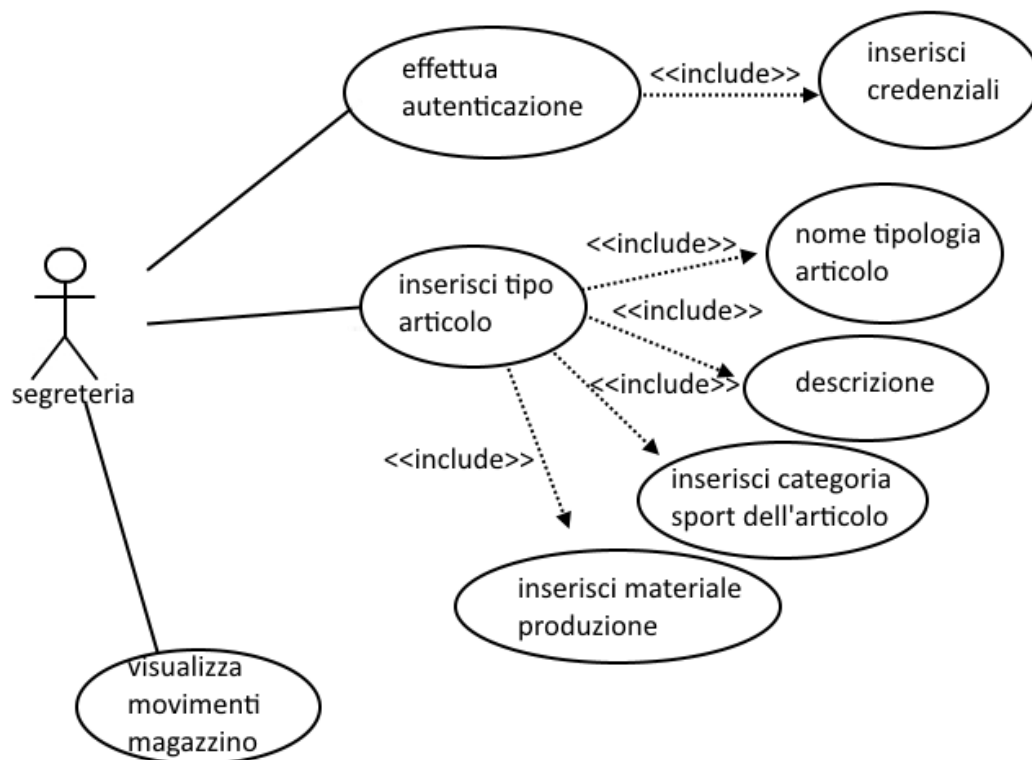 effettua
autenticazione
<<include>>
inserisci
credenziali
segreteria
inserisci tipo
articolo
<<include>>
nome tipologia
articolo
<<include>>
descrizione
<<include>>
inserisci categoria
sport dell'articolo
<<include>>
inserisci materiale
produzione
visualizza
movimenti
magazzino